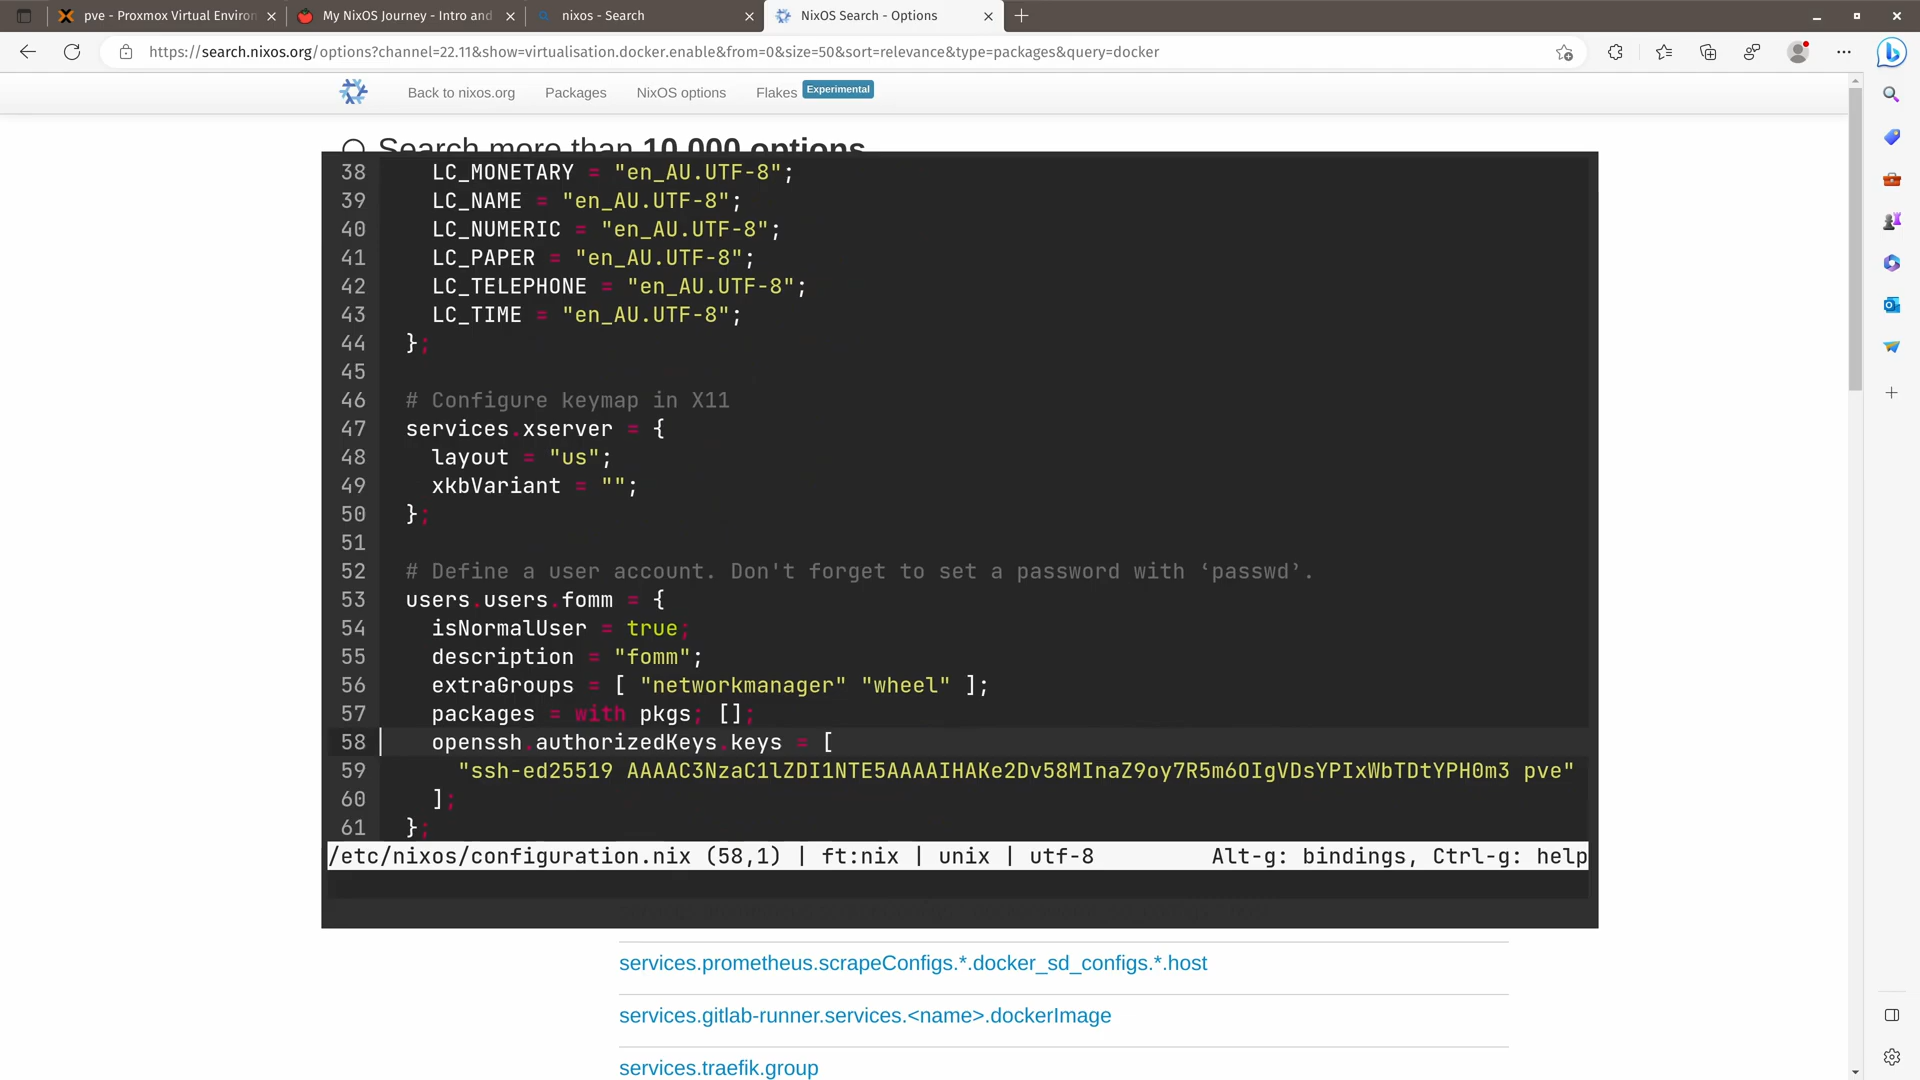 pve - Proxmox Virtual Environ
My NixOS Journey - Intro and
nixos - Search
NixOS Search - Options
https://search.nixos.org/options?channel=22.11&show=virtualisation.docker.enable&from=0&size=50&sort=relevance&type=packages&query=docker
Back to nixos.org
Packages
NixOS options
Flakes
Experimental
Search more than 10 000 options
38 LC_MONETARY = "en_AU.UTF-8";
39 LC_NAME = "en_AU.UTF-8";
40 LC_NUMERIC = "en_AU.UTF-8";
41 LC_PAPER = "en_AU.UTF-8";
42 LC_TELEPHONE = "en_AU.UTF-8";
43 LC_TIME = "en_AU.UTF-8";
44 };
45
46 # Configure keymap in X11
47 services.xserver = {
48 layout = "us";
49 xkbVariant = "";
50 };
51
52 # Define a user account. Don't forget to set a password with ‘passwd’.
53 users.users.fomm = {
54 isNormalUser = true;
55 description = "fomm";
56 extraGroups = [ "networkmanager" "wheel" ];
57 packages = with pkgs; [];
58 openssh.authorizedKeys.keys = [
59 "ssh-ed25519 AAAAC3NzaC1lZDI1NTE5AAAAIHAKe2Dv58MInaZ9oy7R5m6OIgVDsYPIxWbTDtYPH0m3 pve"
60 ];
61 };
/etc/nixos/configuration.nix (58,1) | ft:nix | unix | utf-8
Alt-g: bindings, Ctrl-g: help
services.prometheus.scrapeConfigs.*.docker_sd_configs.*.host
services.gitlab-runner.services.<name>.dockerImage
services.traefik.group